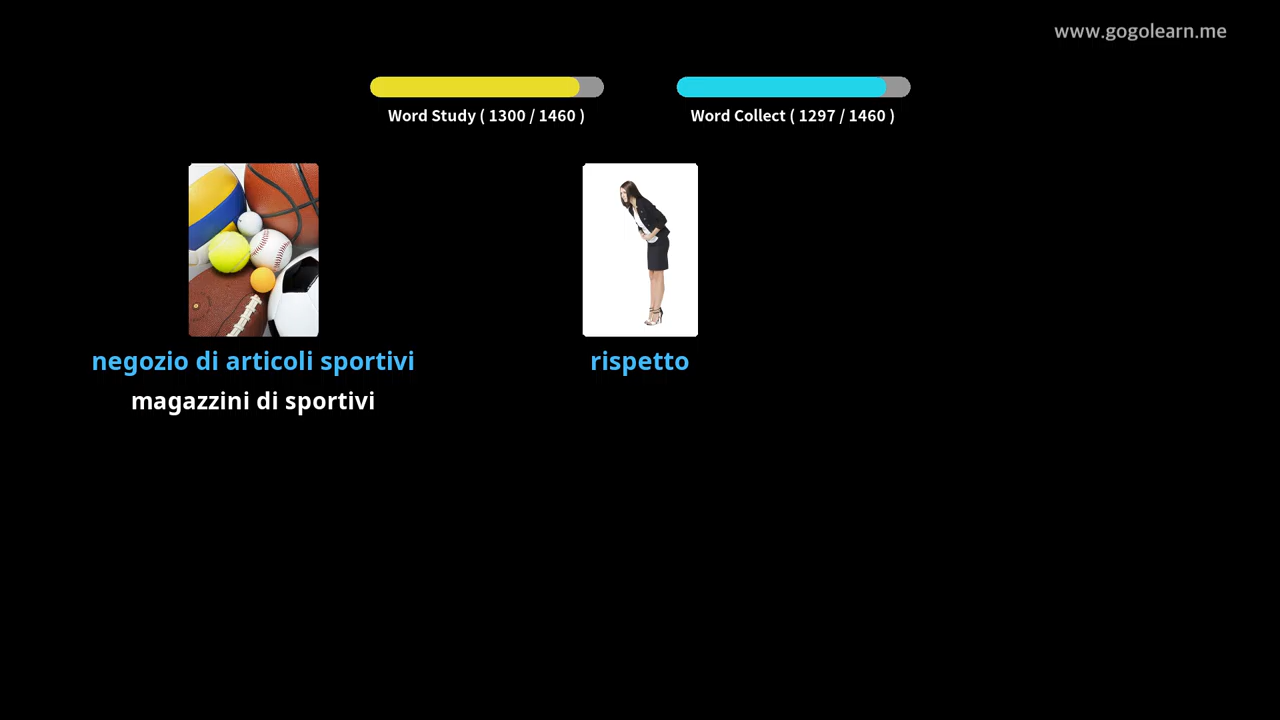 www.gogolearn.me
Word Study ( 1300 / 1460 )
Word Collect ( 1297 / 1460 )
negozio di articoli sportivi
magazzini di sportivi
rispetto